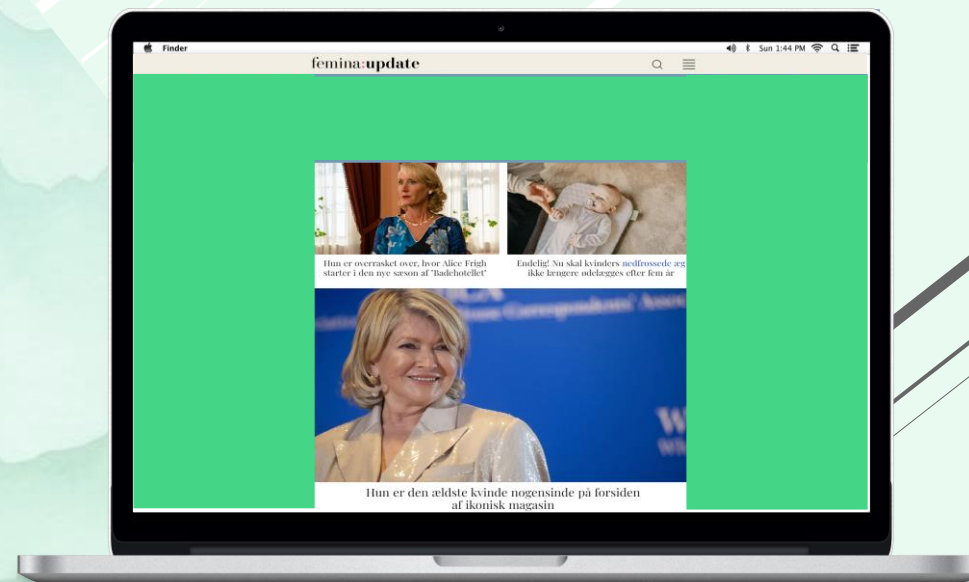 Finder
Sun 1:44 PM
femina:update
Hun er overrasket over, hvor Alice Frigh
starter i den nye sæson af "Badehotellet"
Endelig! Nu skal kvinders nedfrossede æg
ikke længere ødelægges efter fem år
Correspondents' Asso
W
Hun er den ældste kvinde nogensinde på forsiden
af ikonisk magasin